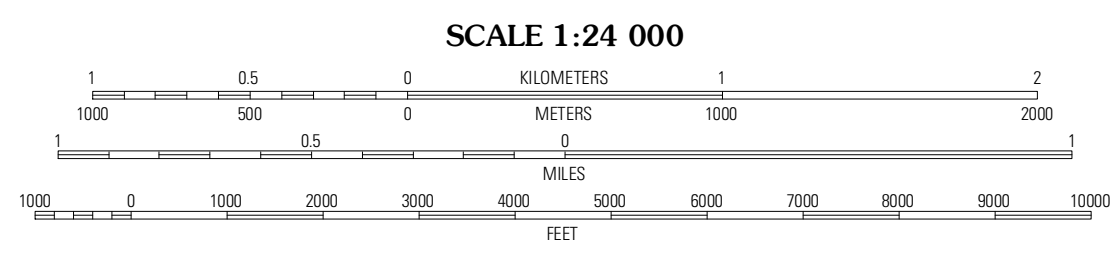 SCALE 1:24 000
1 0.5 0 KILOMETERS 1 2
1000 500 0 METERS 1000 2000
1 0.5 0 1
MILES
1000 0 1000 2000 3000 4000 5000 6000 7000 8000 9000 10000
FEET